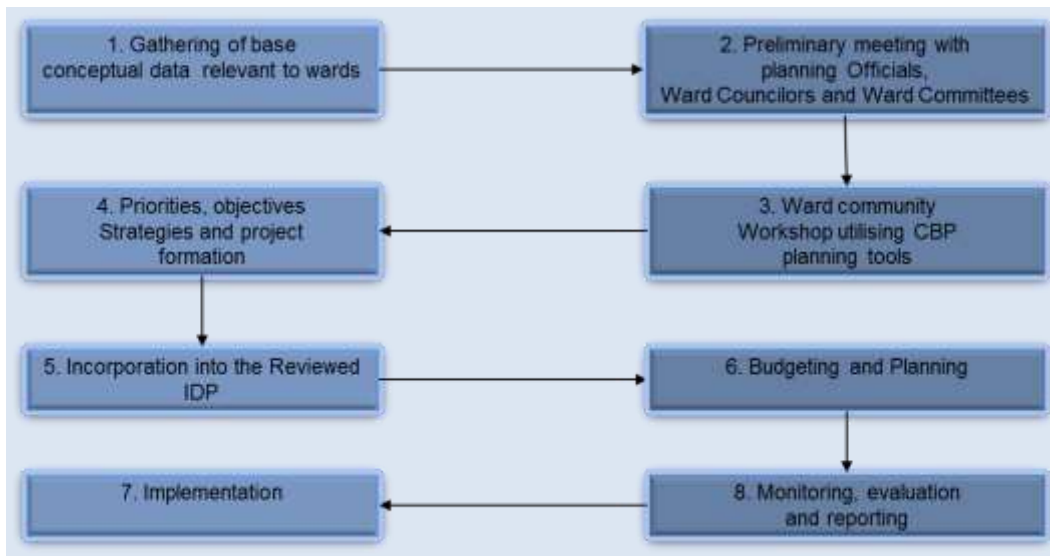 1. Gathering of base
conceptual data relevant to wards
2. Preliminary meeting with
planning Officials,
Ward Councilors and Ward Committees
4. Priorities, objectives
Strategies and project
formation
3. Ward community
Workshop utilising CBP
planning tools
5. Incorporation into the Reviewed
IDP
6. Budgeting and Planning
7. Implementation
8. Monitoring, evaluation
and reporting